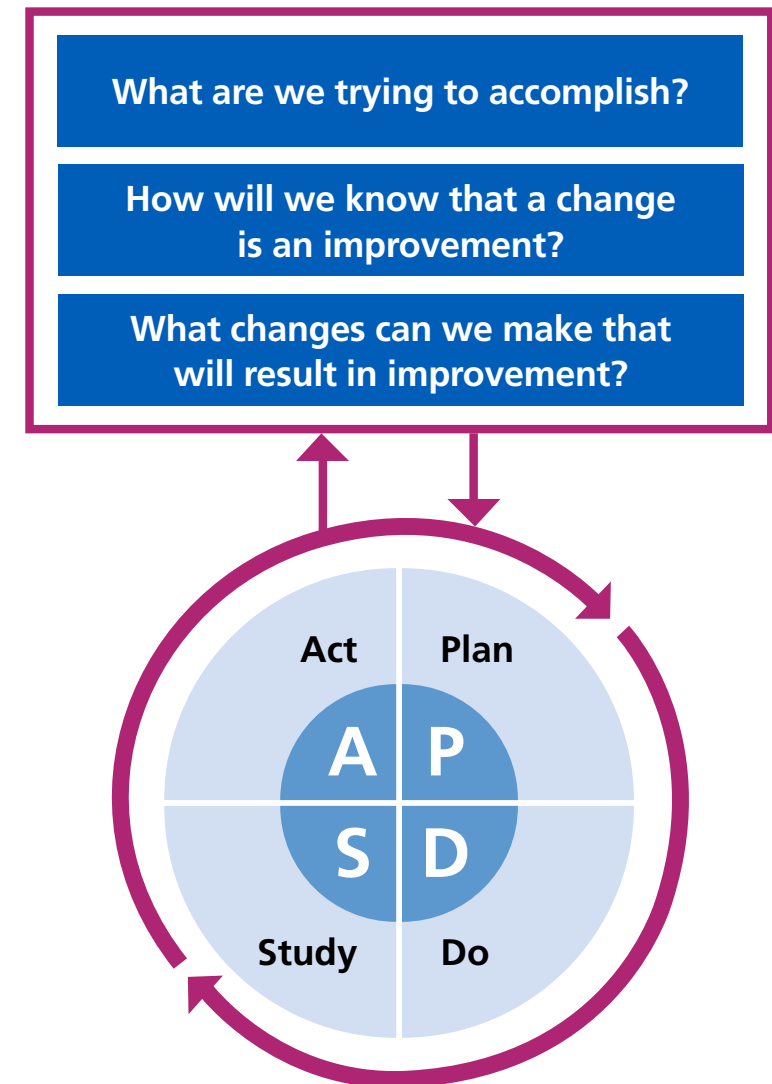 What are we trying to accomplish?
How will we know that a change
is an improvement?
What changes can we make that
will result in improvement?
Act
Plan
A
P
S
D
Study
Do